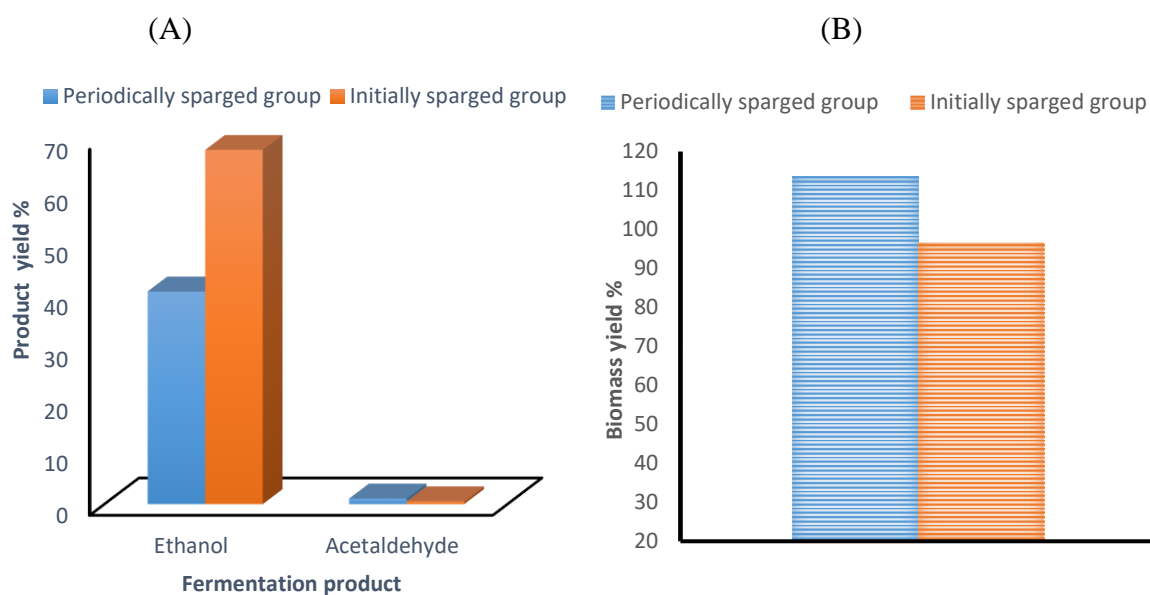 (A)
Periodically sparged group Initially sparged group
70
60
50
40
30
20
10
0
Product yield %
Ethanol Acetaldehyde
Fermentation product
(B)
Periodically sparged group Initially sparged group
120
110
100
90
80
70
60
50
40
30
20
Biomass yield %